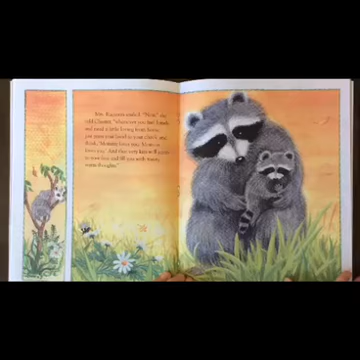 Mrs. Raccoon smiled. "Now," she
told Chester, "whenever you feel lonely
and need a little loving from home,
just press your hand to your cheek and
think, 'Mommy loves you. Mommy
loves you.' And that very kiss will jump
to your face and fill you with toasty
warm thoughts."